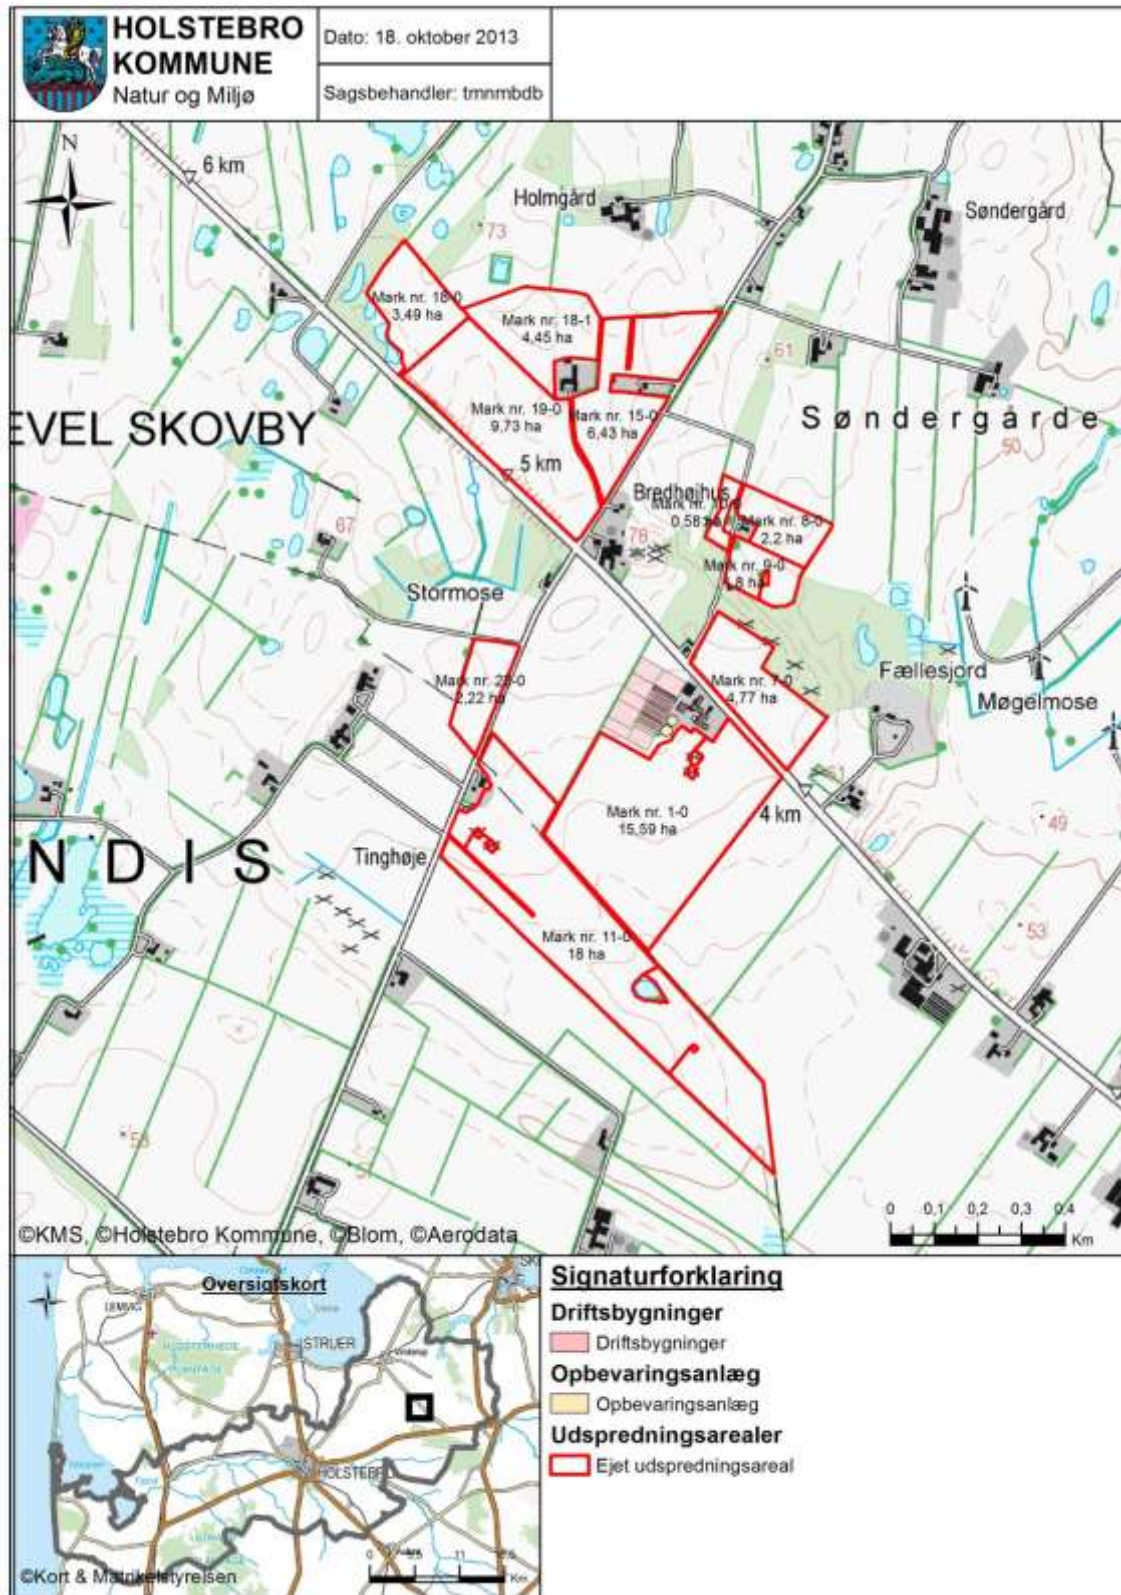 HOLSTEBRO
KOMMUNE
Natur og Miljø
Dato: 18. oktober 2013
Sagsbehandler: tmnmbdb
N
6 km
Holmgård
Søndergård
73
Mark nr. 18-0
3,49 ha
Mark nr. 18-1
4,45 ha
61
Mark nr. 19-0
9,73 ha
Mark nr. 15-0
6,43 ha
Søndergårde
EVEL SKOVBY
50
5 km
Bredhøjhus
0,58 ha
Mark nr. 8-0
2,2 ha
67
78
Mark nr. 9-0
Stormose
Fællesjord
Møgelmose
2,22 ha
Mark nr. 7-0
4,77 ha
Mark nr. 1-0
15,59 ha
4 km
49
NDIS
Tinghøje
Mark nr. 11-0
18 ha
53
©KMS, ©Holstebro Kommune, ©Blom, ©Aerodata
0 0,1 0,2 0,3 0,4
Km
Oversigtskort
LEMVIG
STRUER
Vinderup
HOLSTEBRO
11
Km
©Kort & Matrikelstyrelsen
Signaturforklaring
Driftsbygninger
Driftsbygninger
Opbevaringsanlæg
Opbevaringsanlæg
Udspredningsarealer
Ejet udspredningsareal